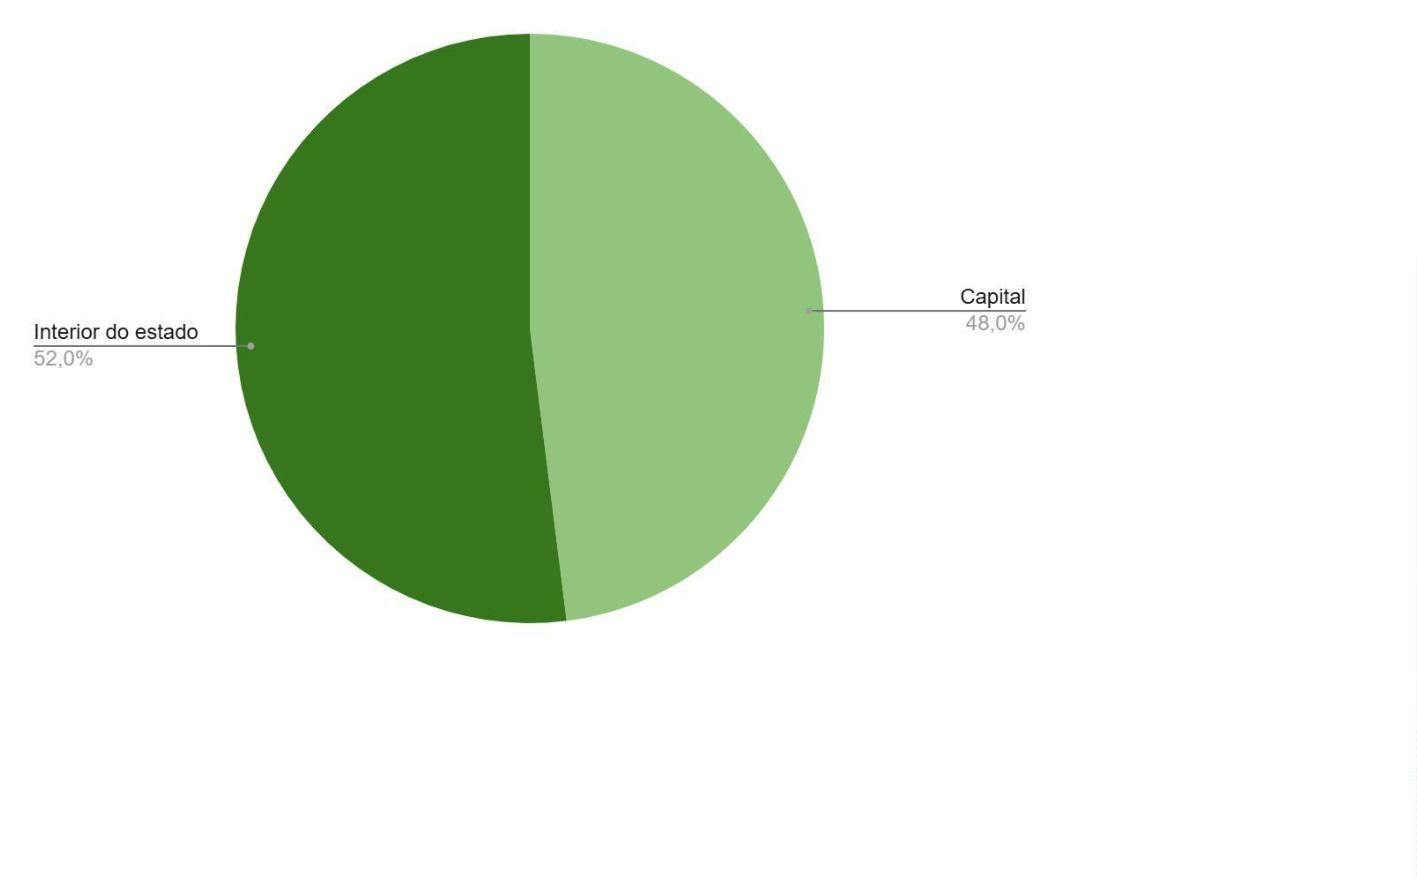 Capital
48,0%
Interior do estado
52,0%